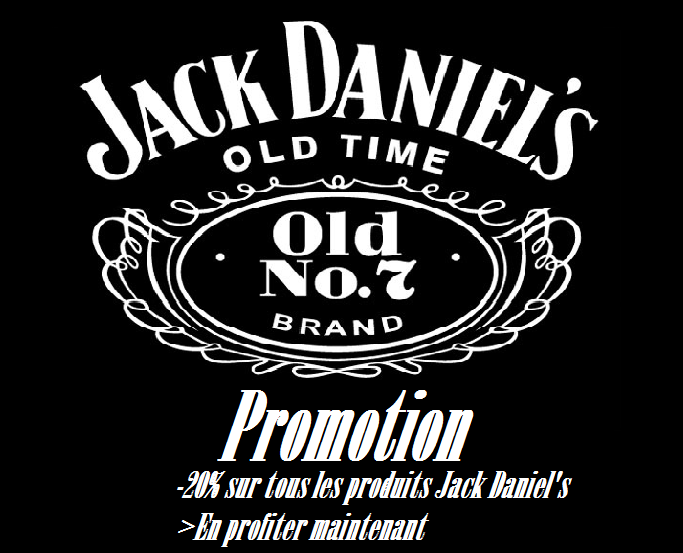 JACK DANIEL'S
OLD TIME
Old
No.7
BRAND
Promotion
-20% sur tous les produits Jack Daniel's
>En profiter maintenant